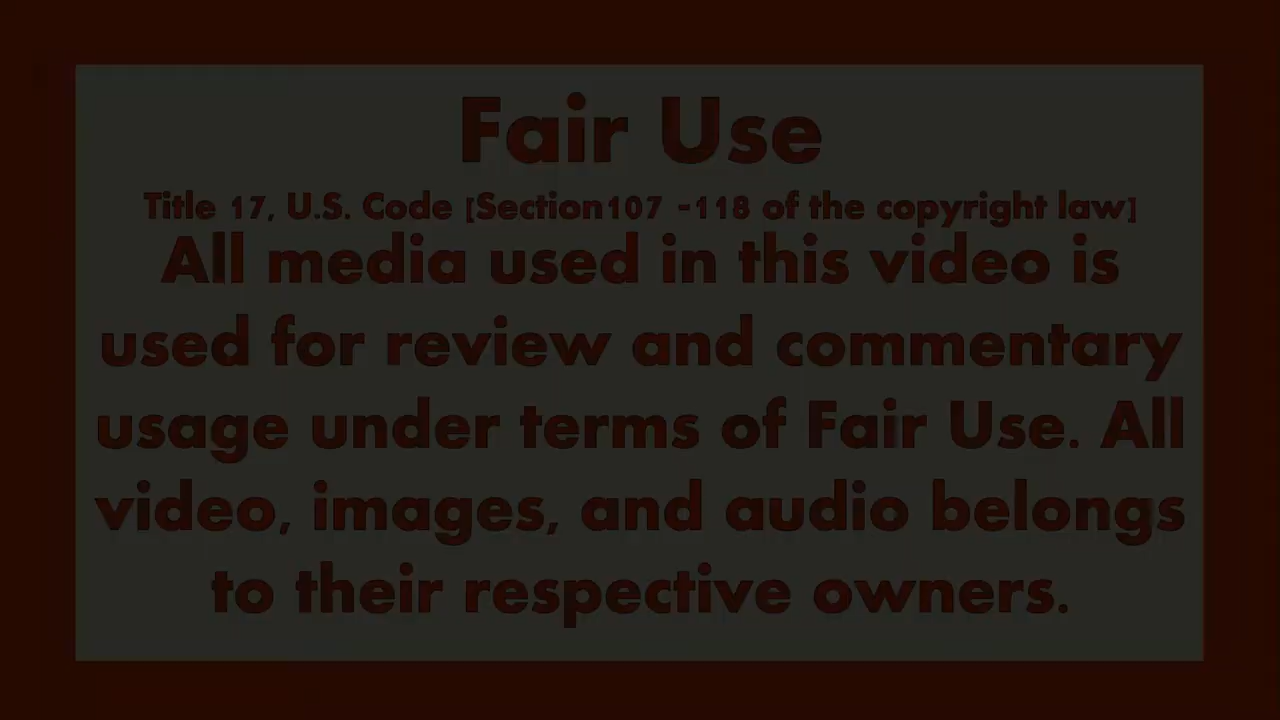 Fair Use
Title 17, U.S. Code [Section107 -118 of the copyright law]
All media used in this video is
used for review and commentary
usage under terms of Fair Use. All
video, images, and audio belongs
to their respective owners.